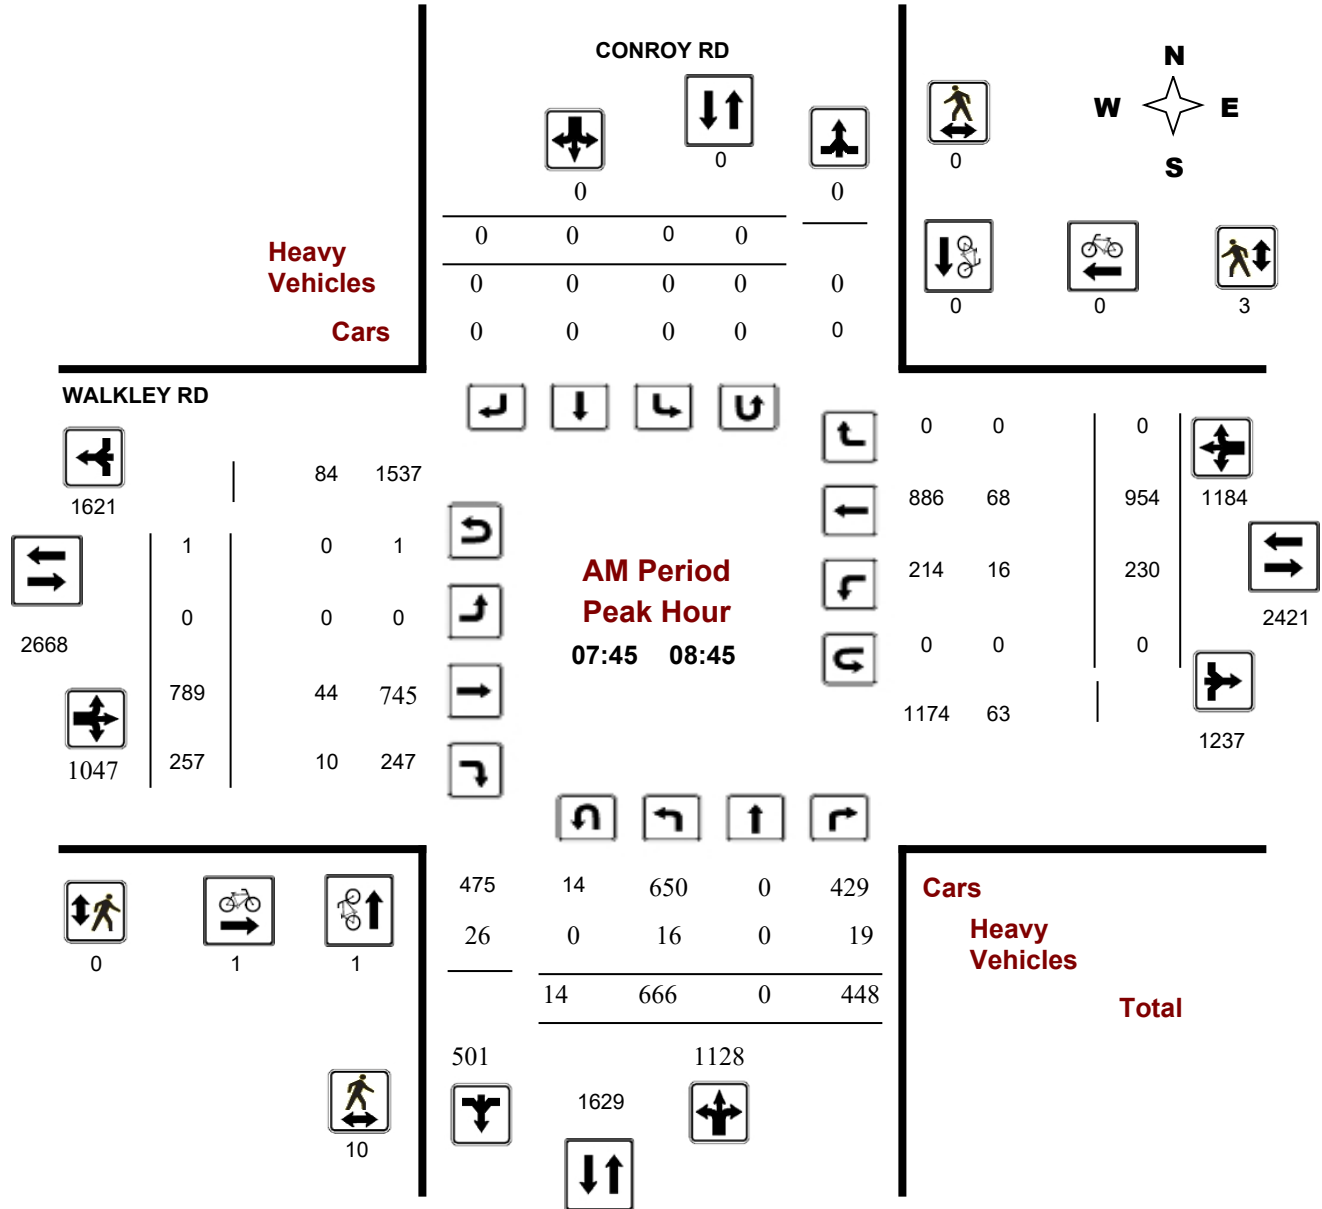 CONROY RD
N
W E
S
0
0
0
0 0
0 0 0 0
Heavy
Vehicles
0 0 0 0 0
Cars
0 0 0 0 0
0 0 3
WALKLEY RD
0 0 0
84 1537
1621
886 68 954 1184
1 0 1
AM Period
214 16 230
Peak Hour
0 0 0
2421
2668
07:45 08:45
0 0 0
789 44 745
1174 63
1237
1047 257 10 247
475 14 650 0 429
Cars
26 0 16 0 19
Heavy
Vehicles
0 1 1
14 666 0 448
Total
501 1128
1629
10